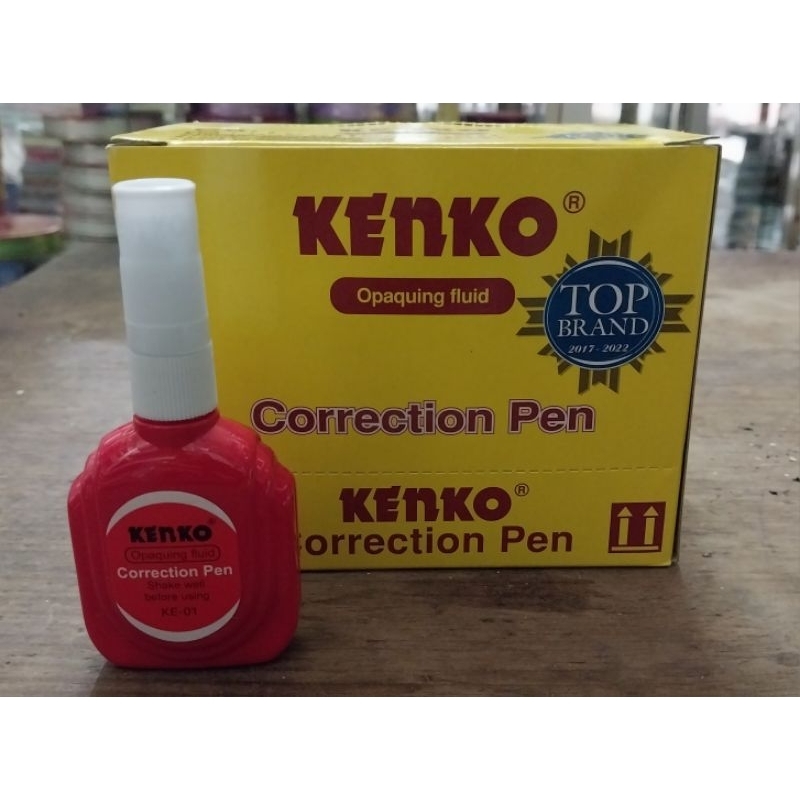 KENKO®
Opaquing fluid
TOP
BRAND
2017 - 2022
Correction Pen
KENKO®
orrection Pen
KENKO®
Opaquing fluid
Correction Pen
Shake well
before using
KE-01